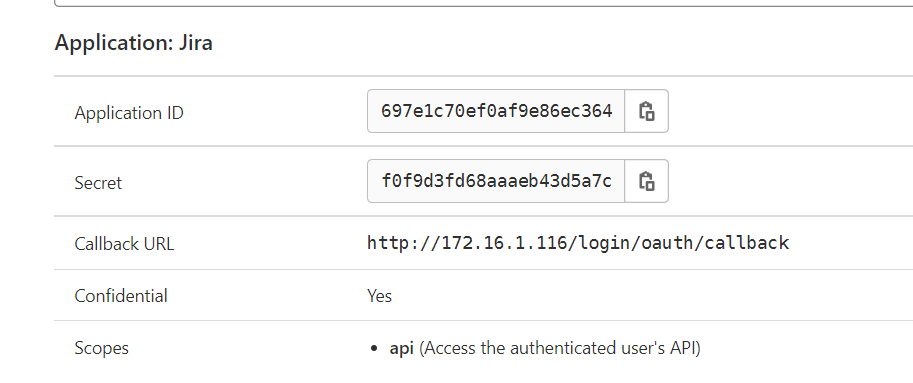 Application: Jira
Application ID 697e1c70ef0af9e86ec364
Secret f0f9d3fd68aaaeb43d5a7c
Callback URL http://172.16.1.116/login/oauth/callback
Confidential Yes
Scopes • api (Access the authenticated user's API)